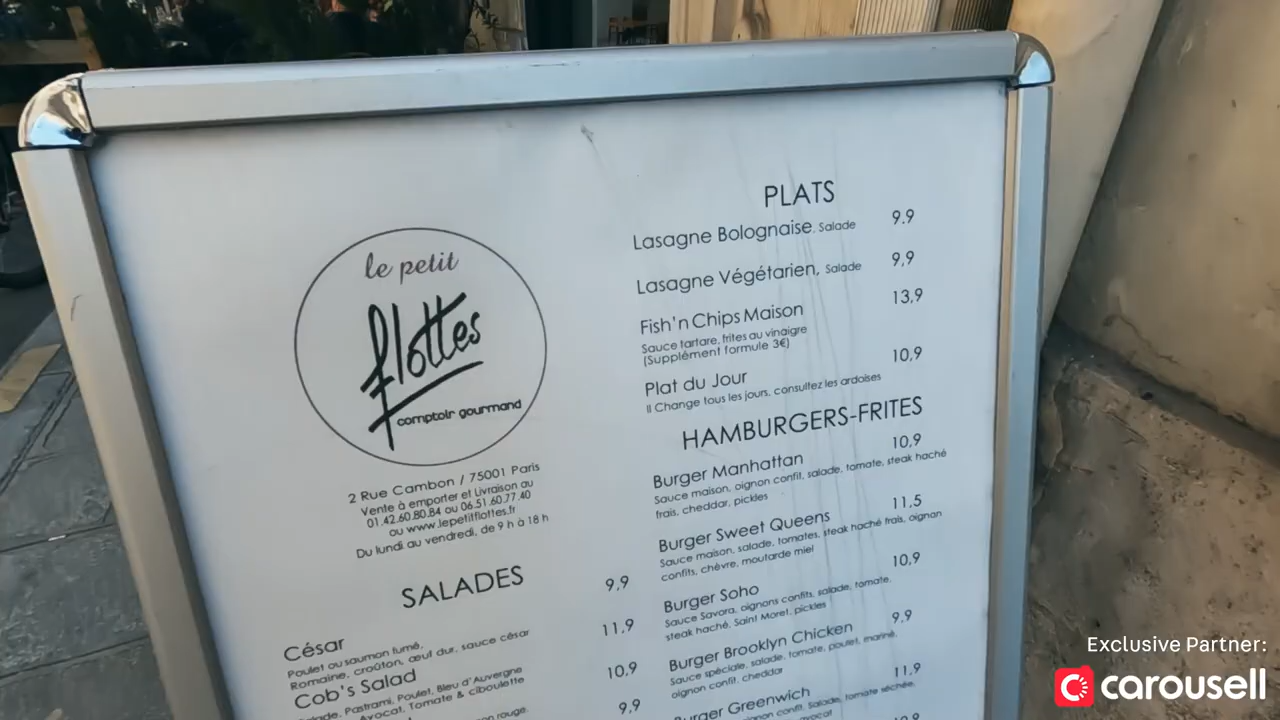 le petit
flottes
comptoir gourmand
2 Rue Cambon / 75001 Paris
Vente à emporter et Livraison au
01.42.60.80.84 ou 06.51.60.77.40
ou www.lepetitflottes.fr
Du lundi au vendredi, de 9 h à 18 h
SALADES
9,9
César
Poulet ou saumon fumé,
Romaine, croûton, œuf dur, sauce césar
11,9
Cob's Salad
Salade, Pastrami, Poulet, Bleu d'Auvergne
Avocat, Tomate & ciboulette
10,9
9,9
rouge.
PLATS
Lasagne Bolognaise, Salade 9.9
Lasagne Végétarien, Salade 9,9
Fish'n Chips Maison 13,9
Sauce tartare, frites au vinaigre
(Supplément formule 3€)
Plat du Jour 10,9
Il Change tous les jours, consultez les ardoises
HAMBURGERS-FRITES
Burger Manhattan 10,9
Sauce maison, oignon confit, salade, tomate, steak haché
frais, cheddar, pickles
Burger Sweet Queens 11,5
Sauce maison, salade, tomates, steak haché frais, oignon
confits, chèvre, moutarde miel
Burger Soho 10,9
Sauce Savora, oignons confits, salade, tomate,
steak haché, Saint Moret, pickles
Burger Brooklyn Chicken 9,9
Sauce spéciale, salade, tomate, poulet, mariné,
oignon confit, cheddar
Burger Greenwich 11,9
oignon confit, Salade, tomate séchée,
Exclusive Partner:
carousell